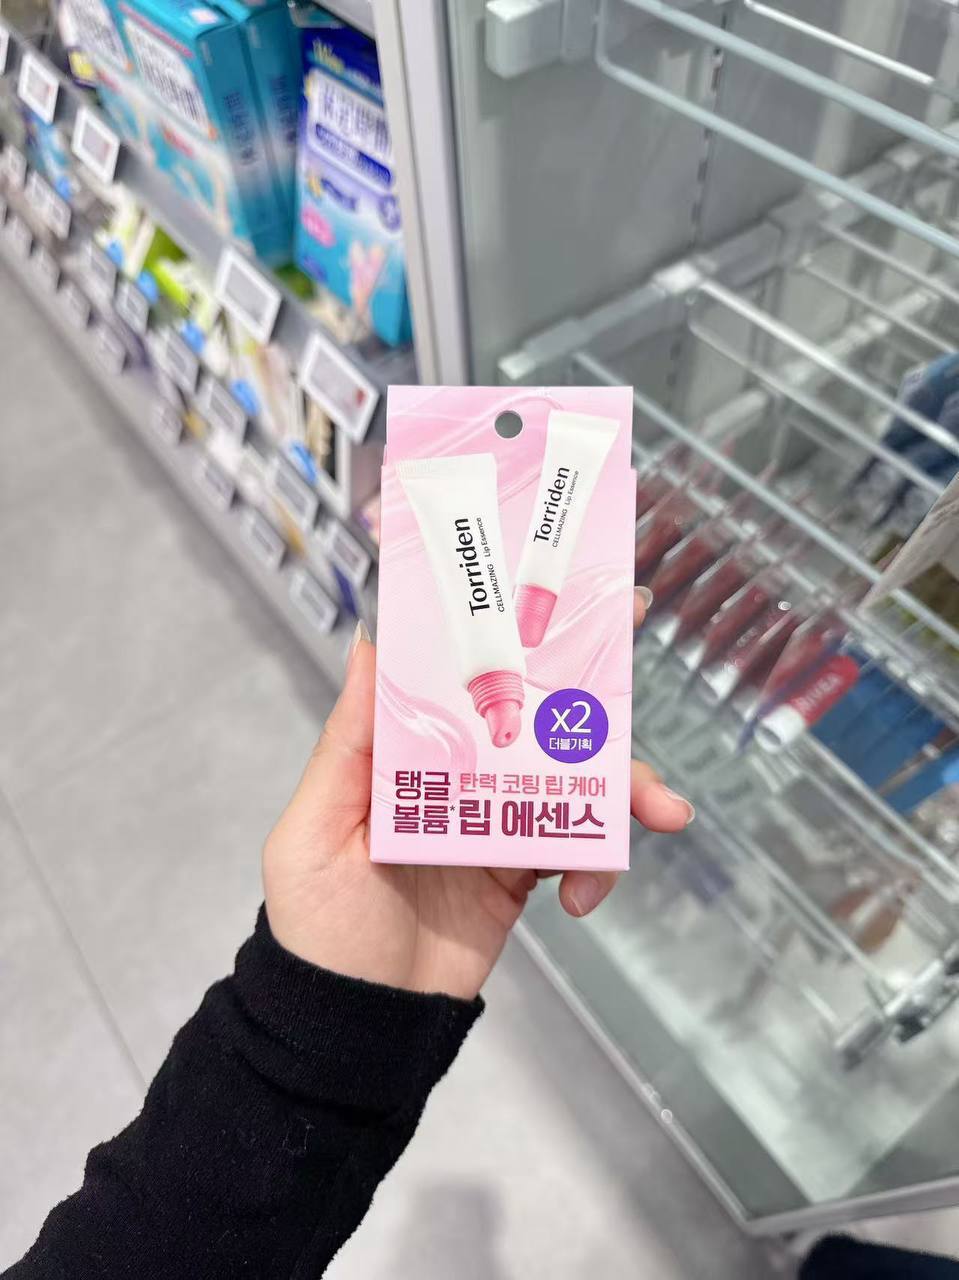 Torriden
CELLMAZING Lip Essence
Torriden
CELLMAZING Lip Essence
x2
더블기획
탱글 탄력 코팅 립 케어
볼륨* 립 에센스
NIVEA